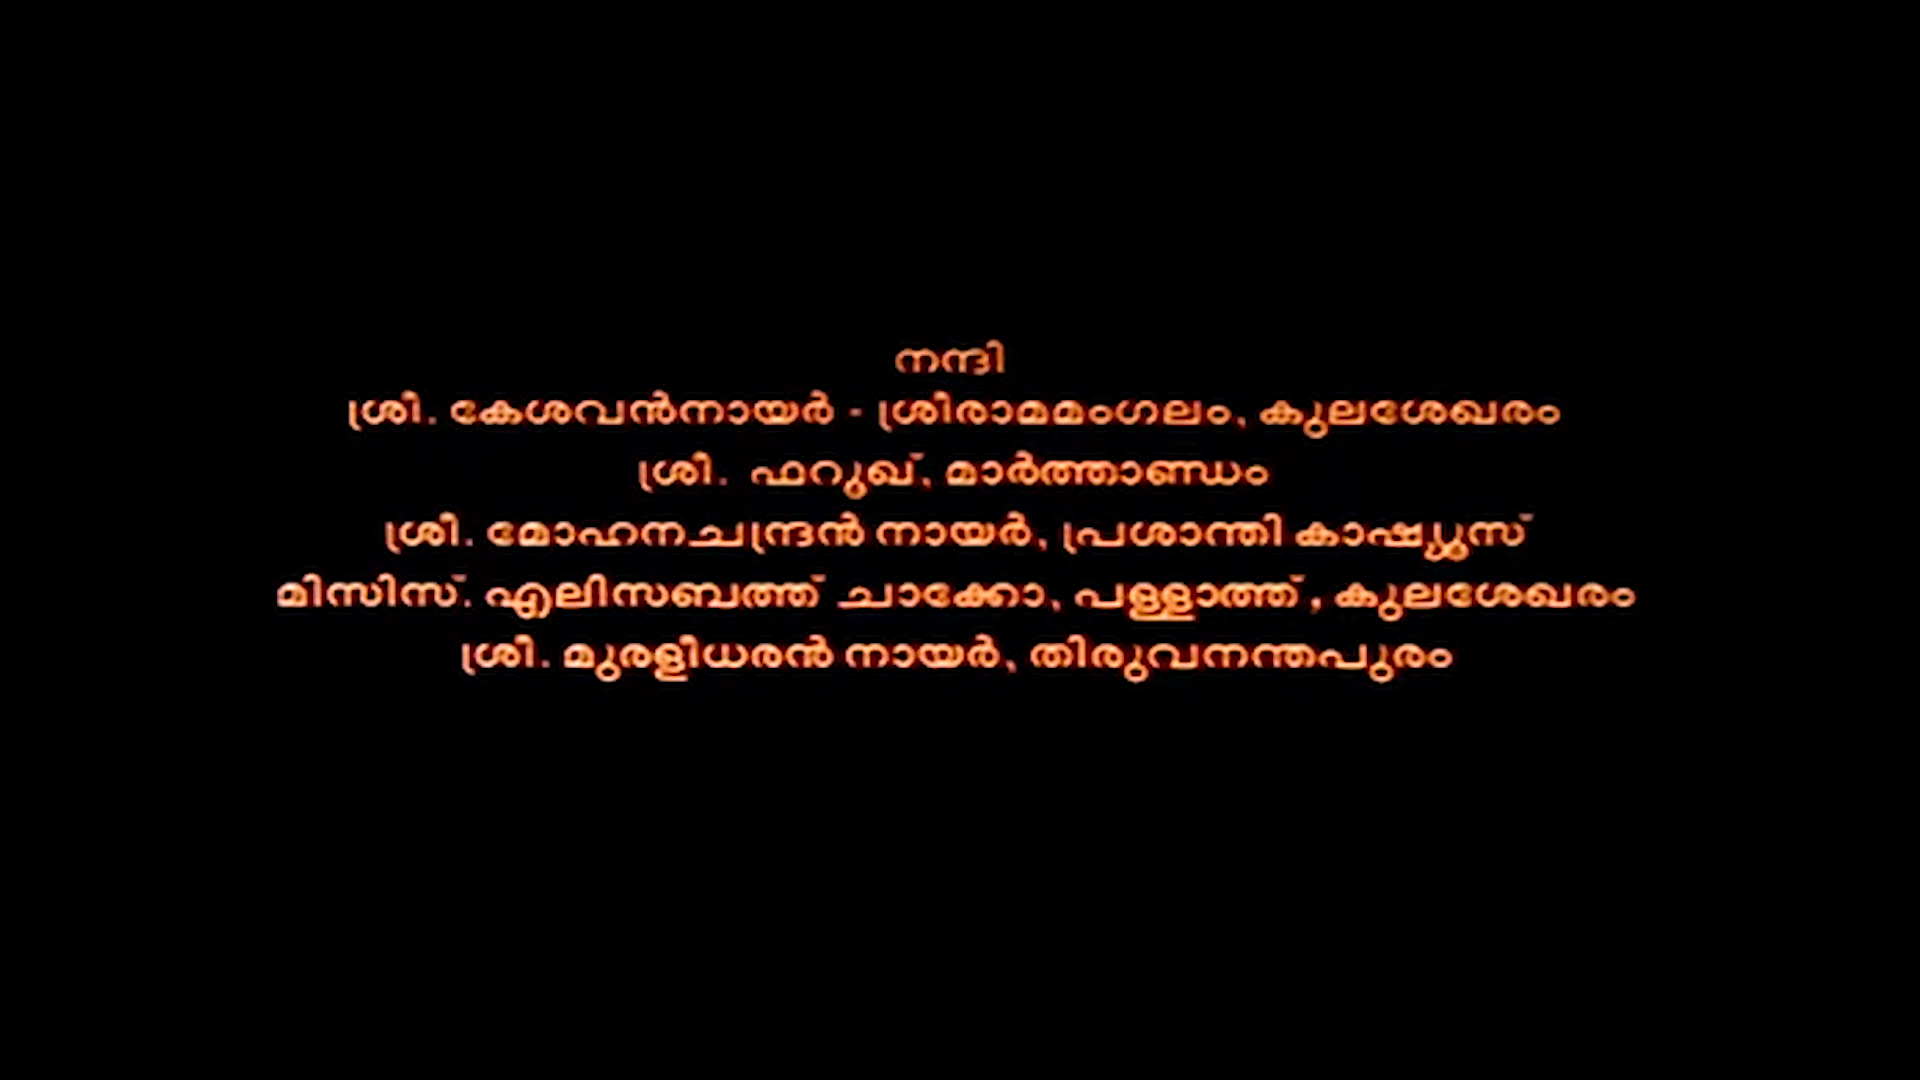 നന്ദി
ശ്രീ. കേശവൻനായർ - ശ്രീരാമമംഗലം, കുലശേഖരം
ശ്രീ. ഫറുഖ്, മാർത്താണ്ഡം
ശ്രീ. മോഹനചന്ദ്രൻ നായർ, പ്രശാന്തി കാഷ്യുസ്
മിസിസ്. എലിസബത്ത് ചാക്കോ, പള്ളാത്ത്, കുലശേഖരം
ശ്രീ. മുരളീധരൻ നായർ, തിരുവനന്തപുരം